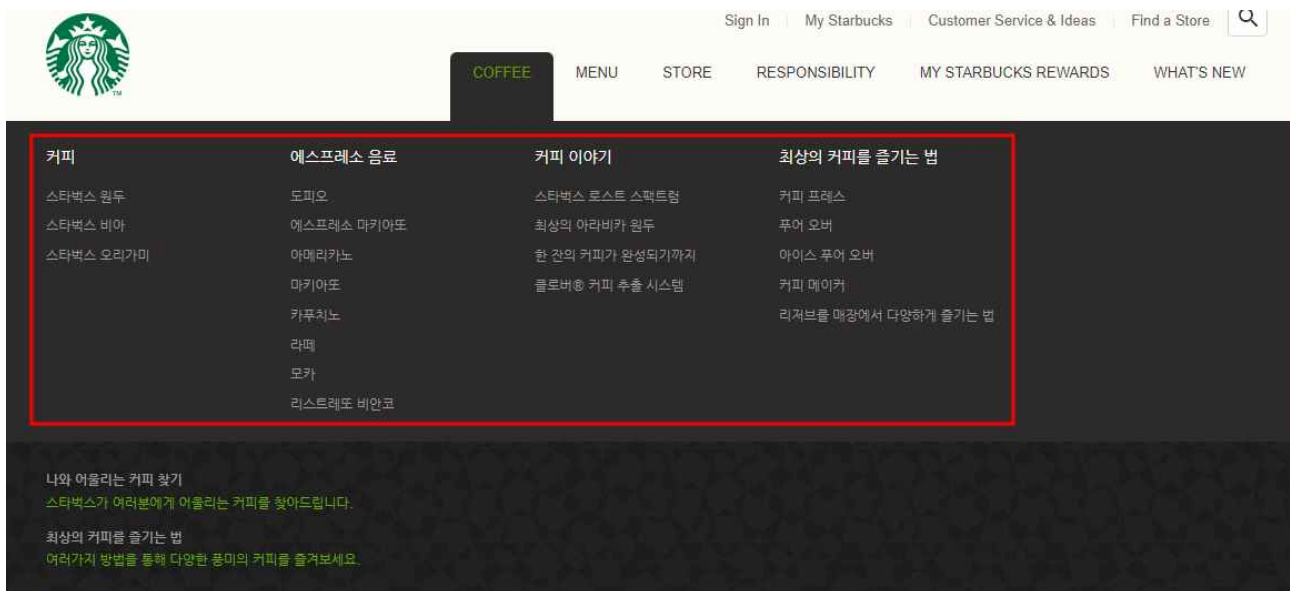 Sign In My Starbucks Customer Service & Ideas Find a Store
COFFEE MENU STORE RESPONSIBILITY MY STARBUCKS REWARDS WHAT'S NEW
커피
스타벅스 원두
스타벅스 비아
스타벅스 오리가미
에스프레소 음료
도피오
에스프레소 마키아또
아메리카노
마키아또
카푸치노
라떼
모카
리스트레또 비안코
커피 이야기
스타벅스 로스트 스팩트럼
최상의 아라비카 원두
한 잔의 커피가 완성되기까지
클로버® 커피 추출 시스템
최상의 커피를 즐기는 법
커피 프레스
푸어 오버
아이스 푸어 오버
커피 메이커
리저브를 매장에서 다양하게 즐기는 법
나와 어울리는 커피 찾기
스타벅스가 여러분에게 어울리는 커피를 찾아드립니다.
최상의 커피를 즐기는 법
여러가지 방법을 통해 다양한 풍미의 커피를 즐겨보세요.
TM